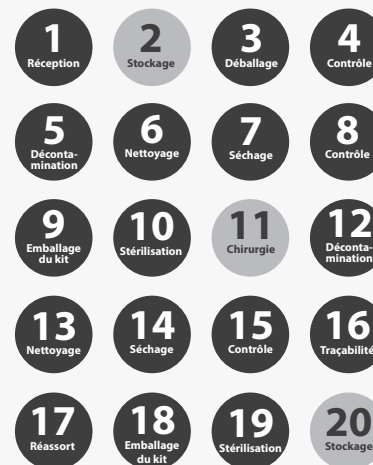 1
Réception
2
Stockage
3
Déballage
4
Contrôle
5
Déconta-
mination
6
Nettoyage
7
Séchage
8
Contrôle
9
Emballage
du kit
10
Stérilisation
11
Chirurgie
12
Déconta-
mination
13
Nettoyage
14
Séchage
15
Contrôle
16
Traçabilité
17
Réassort
18
Emballage
du kit
19
Stérilisation
20
Stockage